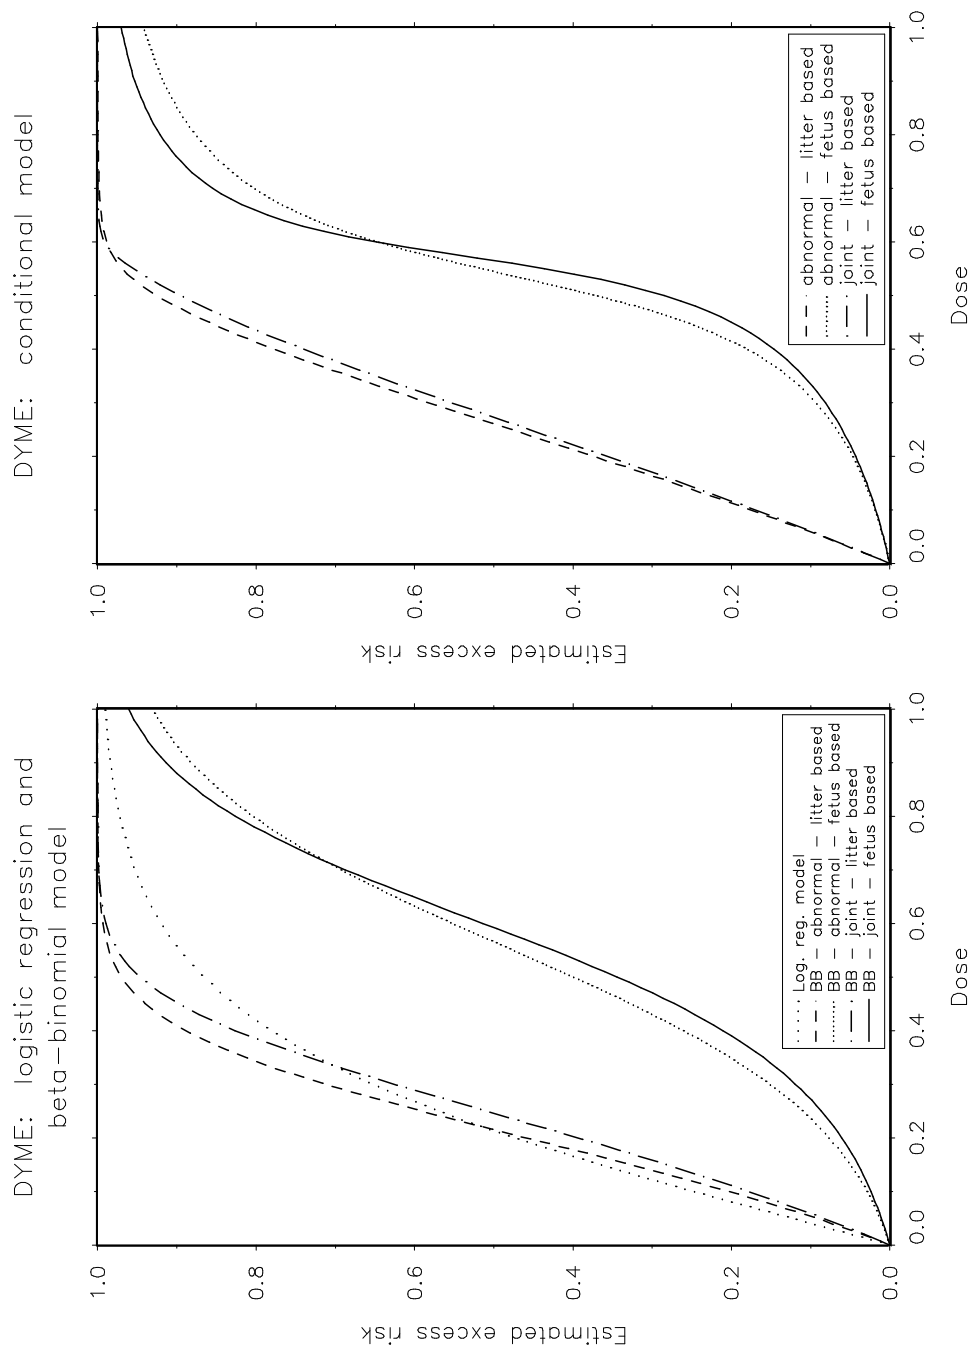 DYME: logistic regression and
beta-binomial model
Estimated excess risk
1.0
0.8
0.6
0.4
0.2
0.0
0.0
0.2
0.4
0.6
0.8
1.0
Dose
Log. reg. model
BB - abnormal - litter based
BB - abnormal - fetus based
BB - joint - litter based
BB - joint - fetus based
DYME: conditional model
Estimated excess risk
1.0
0.8
0.6
0.4
0.2
0.0
0.0
0.2
0.4
0.6
0.8
1.0
Dose
abnormal - litter based
abnormal - fetus based
joint - litter based
joint - fetus based